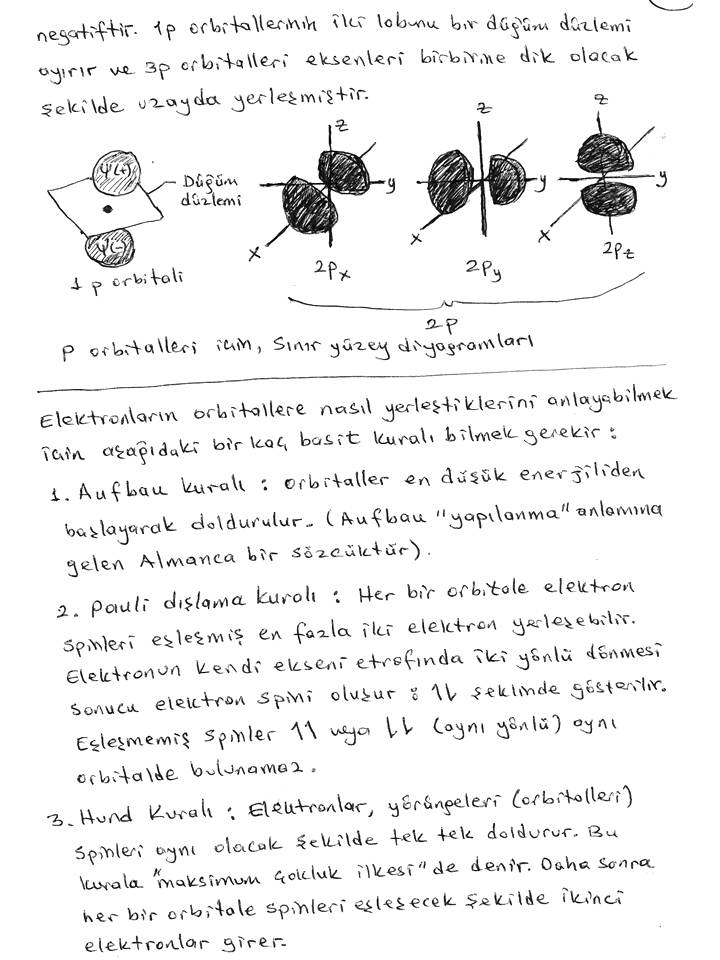 negatiftir. 1p orbitallerinin iki lobunu bir düğüm düzlemi
ayırır ve 3p orbitalleri eksenleri birbirine dik olacak
şekilde uzayda yerleşmiştir.
ψ(+)
ψ(-)
Düğüm
düzlemi
1 p orbitali
z
y
x
2px
z
y
x
2py
z
y
x
2pz
2p
p orbitalleri için, Sınır yüzey diyagramları
Elektronların orbitallere nasıl yerleştiklerini anlayabilmek
için aşağıdaki bir kaç basit kuralı bilmek gerekir :
1. Aufbau kuralı : orbitaller en düşük enerjiliden
başlayarak doldurulur. (Aufbau "yapılanma" anlamına
gelen Almanca bir sözcüktür).
2. Pauli dışlama kuralı : Her bir orbitale elektron
spinleri eşleşmiş en fazla iki elektron yerleşebilir.
Elektronun kendi ekseni etrafında iki yönlü dönmesi
sonucu elektron spini oluşur : 1L şeklinde gösterilir.
Eşleşmemiş spinler 11 veya LL (aynı yönlü) aynı
orbitalde bulunamaz.
3. Hund Kuralı : Elektronlar, yörüngeleri (orbitalleri)
spinleri aynı olacak şekilde tek tek doldurur. Bu
kurala "maksimum çokluk ilkesi" de denir. Daha sonra
her bir orbitale spinleri eşleşecek şekilde ikinci
elektronlar girer.